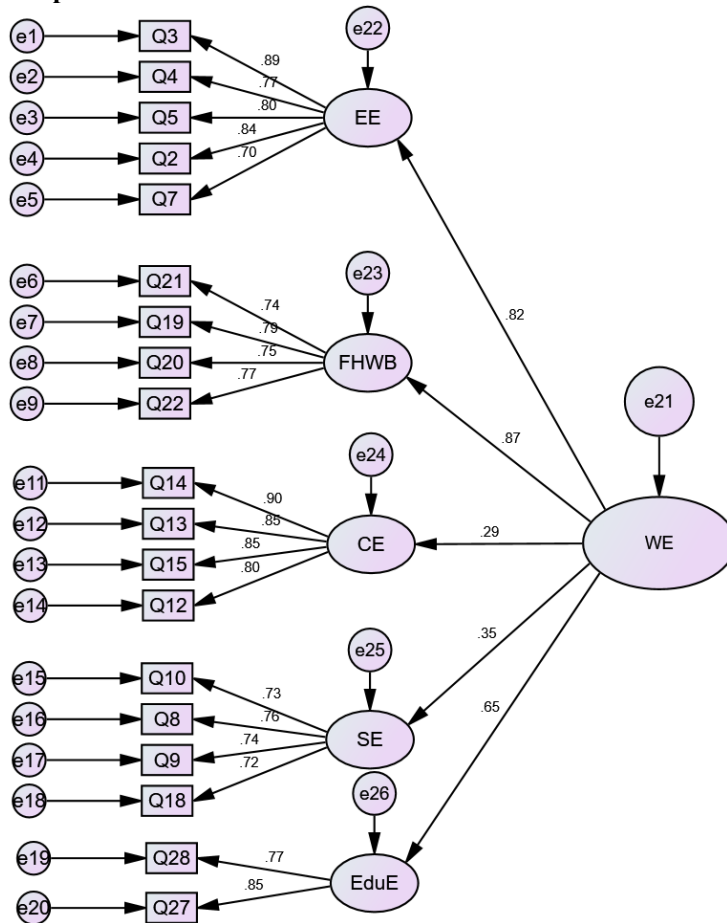 e22
e1 Q3
.89
e2 Q4
.77
EE
e3 Q5
.80
.84
e4 Q2
.70
e5 Q7
e23
e6 Q21
.74
.82
e7 Q19
.79
.75
FHWB
e8 Q20
.77
e9 Q22
e21
.87
e24
e11 Q14
.90
e12 Q13
.85
.29
CE
WE
e13 Q15
.85
.80
e14 Q12
e25
.35
e15 Q10
.73
e16 Q8
.76
.65
SE
e17 Q9
.74
.72
e18 Q18
e26
e19 Q28
.77
EduE
.85
e20 Q27